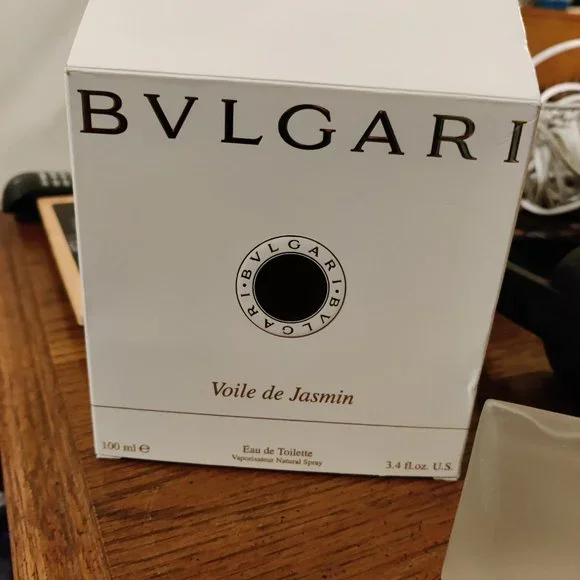 BVLGARI
BVLGARI·BVLGARI·
Voile de Jasmin
100 ml ℮
Eau de Toilette
Vaporisateur Natural Spray
3.4 fl.oz. U.S.